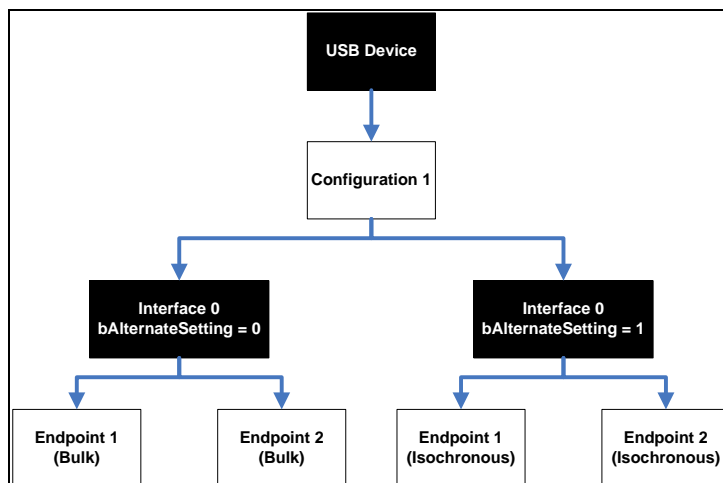 USB Device
Configuration 1
Interface 0
bAlternateSetting = 0
Interface 0
bAlternateSetting = 1
Endpoint 1
(Bulk)
Endpoint 2
(Bulk)
Endpoint 1
(Isochronous)
Endpoint 2
(Isochronous)